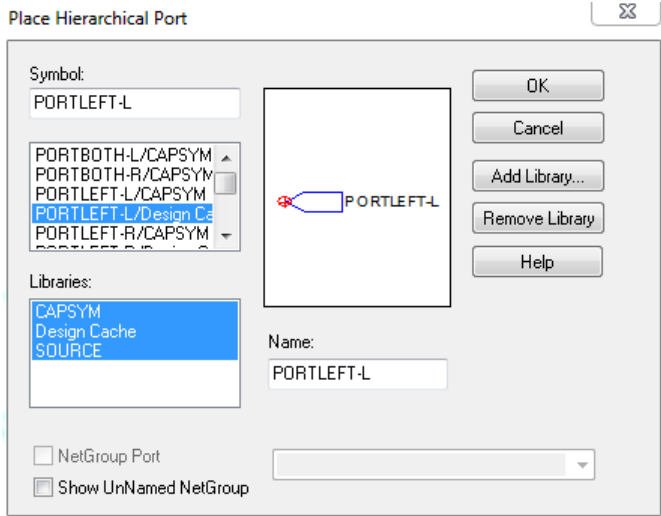 Place Hierarchical Port
Symbol:
PORTLEFT-L
PORTBOTH-L/CAPSYM
PORTBOTH-R/CAPSYM
PORTLEFT-L/CAPSYM
PORTLEFT-L/Design Ca
PORTLEFT-R/CAPSYM
Libraries:
CAPSYM
Design Cache
SOURCE
PORTLEFT-L
Name:
PORTLEFT-L
OK
Cancel
Add Library...
Remove Library
Help
NetGroup Port
Show UnNamed NetGroup